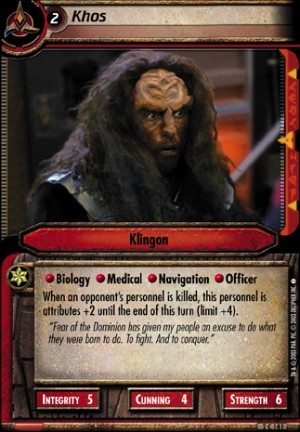 2 Khos
Klingon
Biology Medical Navigation Officer
When an opponent's personnel is killed, this personnel is
attributes +2 until the end of this turn (limit +4).
"Fear of the Dominion has given my people an excuse to do what
they were born to do. To fight. And to conquer."
INTEGRITY 5 CUNNING 4 STRENGTH 6